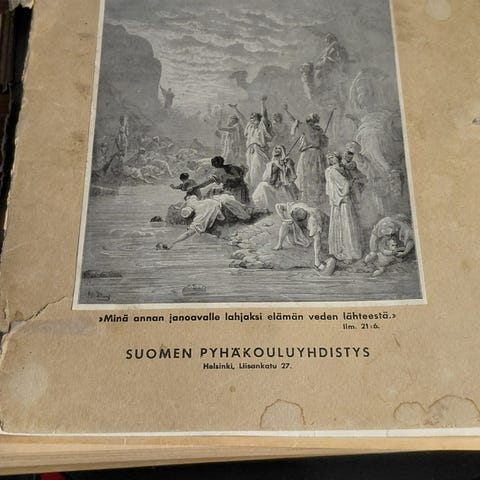 »Minä annan janoavalle lahjaksi elämän veden lähteestä.»
Ilm. 21:6.
SUOMEN PYHÄKOULUYHDISTYS
Helsinki, Liisankatu 27.